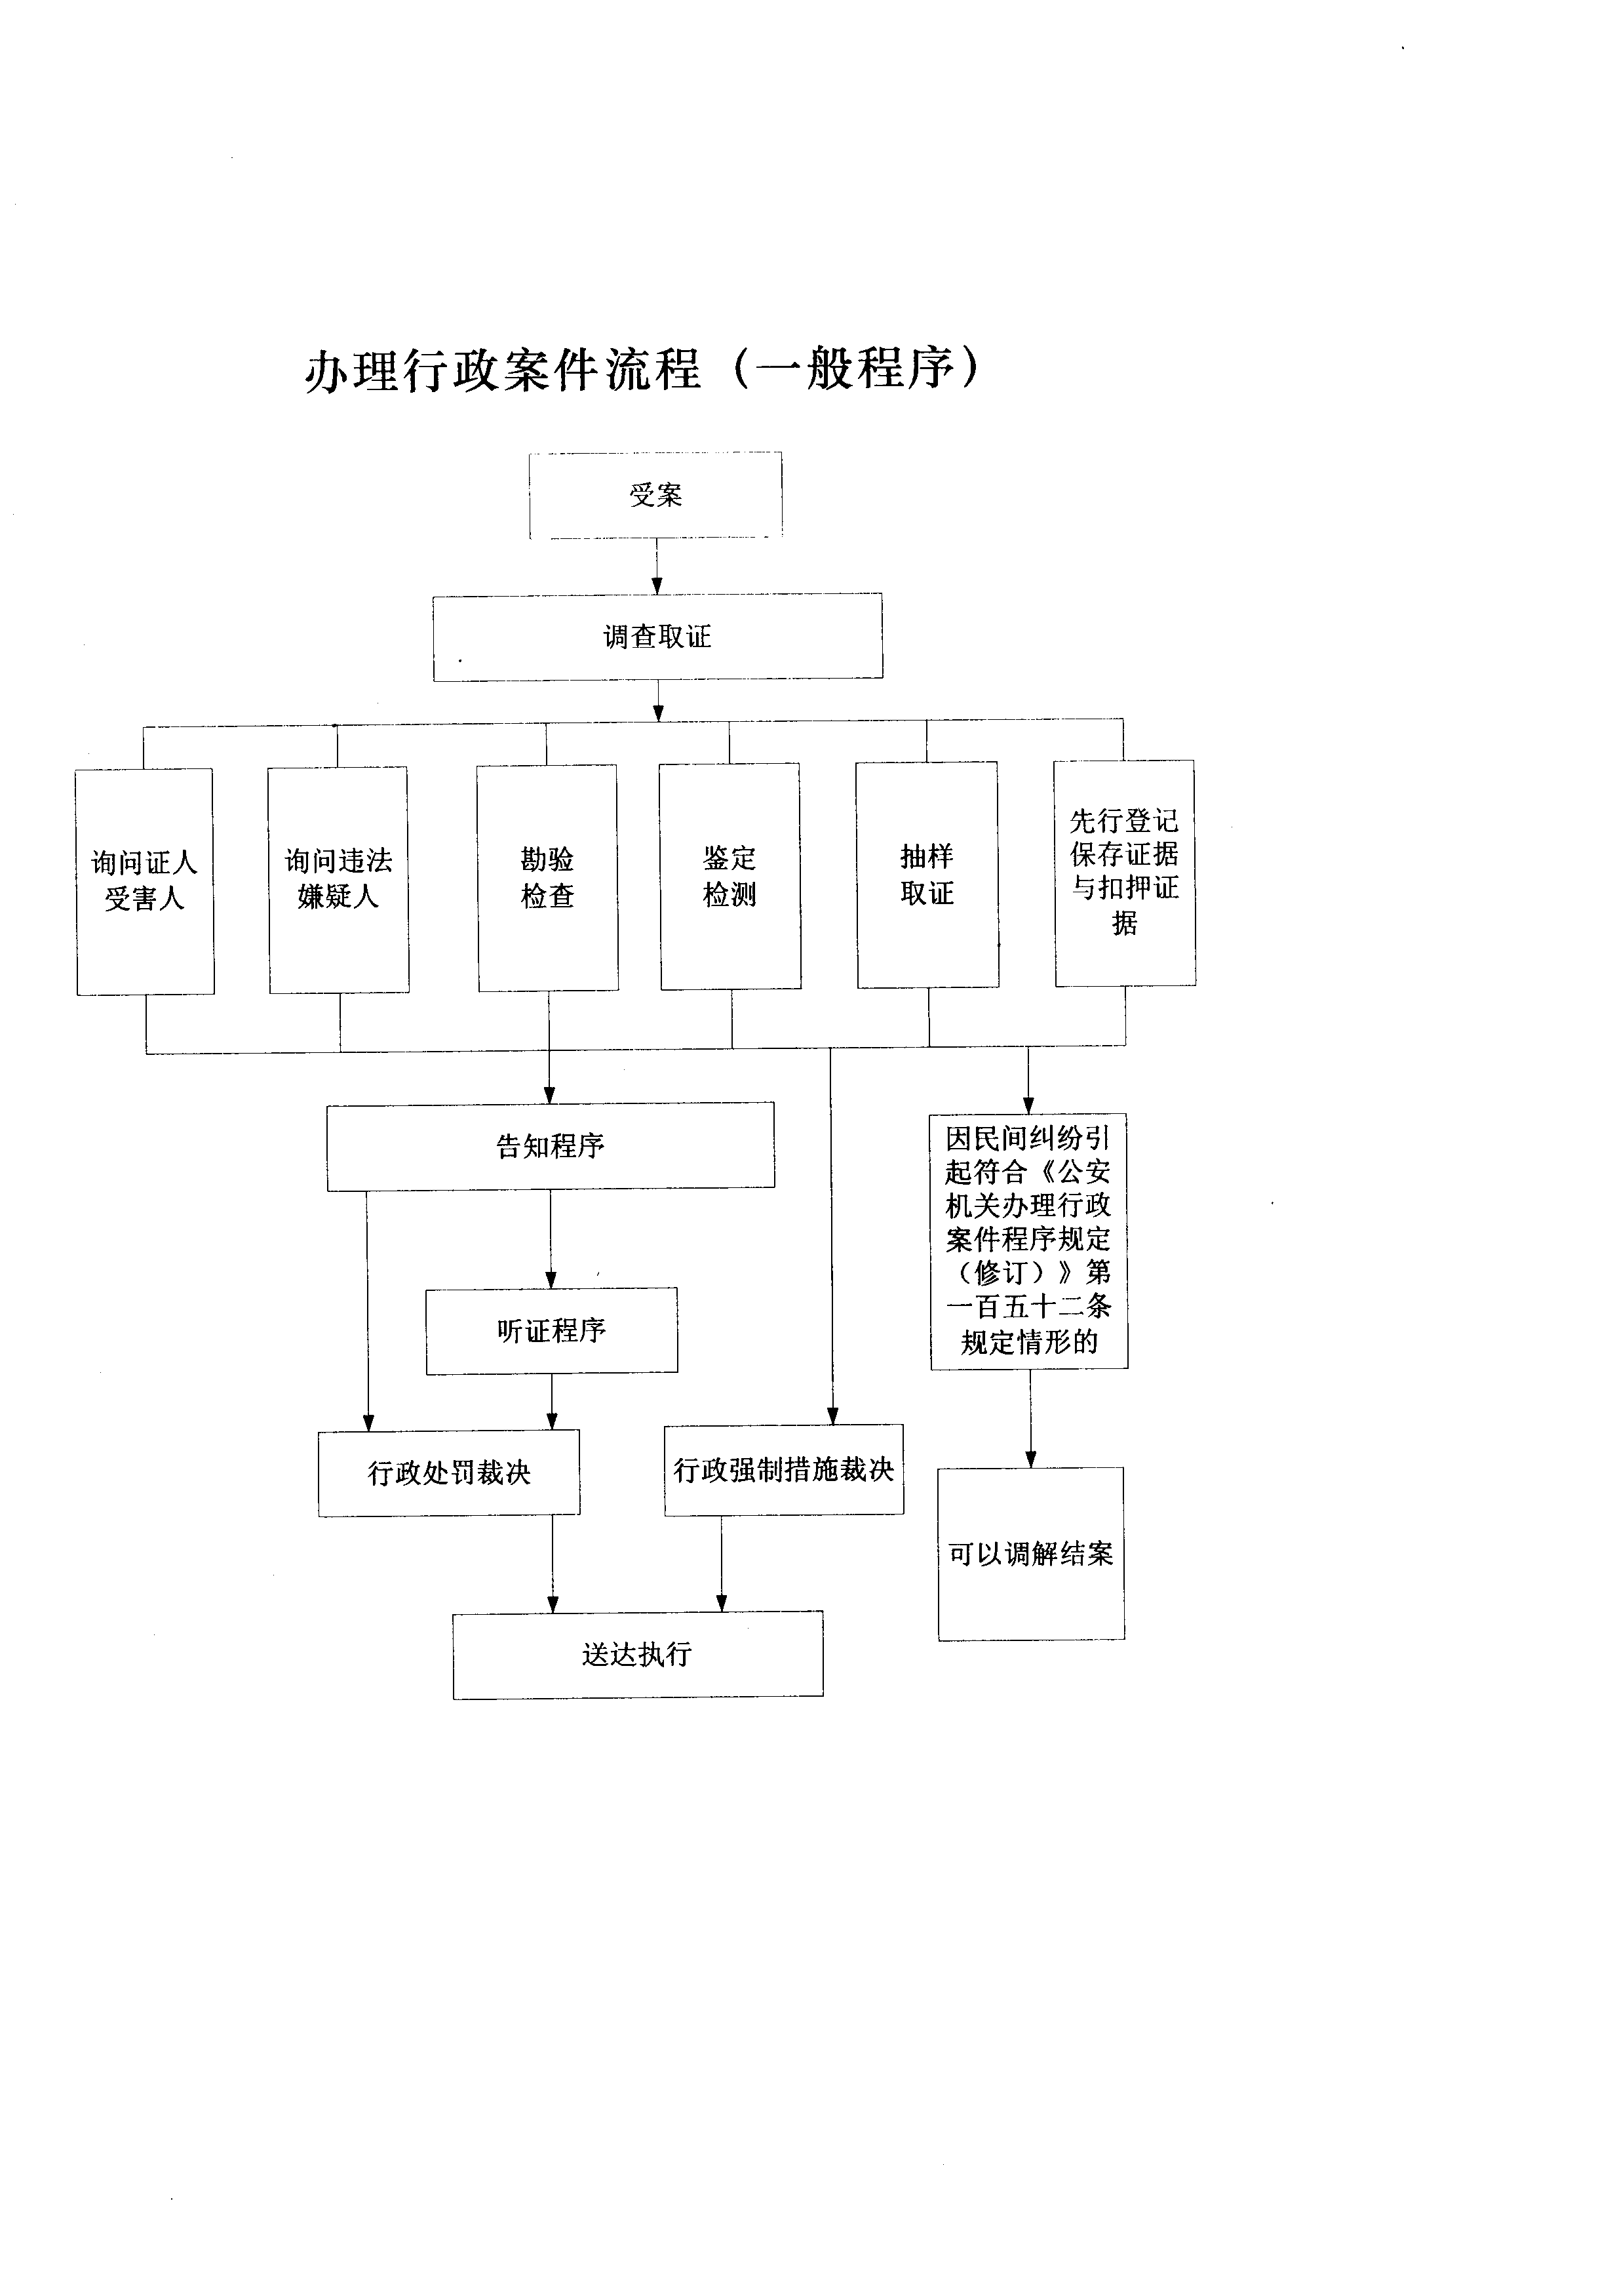 办理行政案件流程（一般程序）
受案
调查取证
询问证人
受害人
询问违法
嫌疑人
勘验
检查
鉴定
检测
抽样
取证
先行登记
保存证据
与扣押证
据
告知程序
因民间纠纷引
起符合《公安
机关办理行政
案件程序规定
（修订）》第
一百五十二条
规定情形的
听证程序
行政处罚裁决
行政强制措施裁决
可以调解结案
送达执行